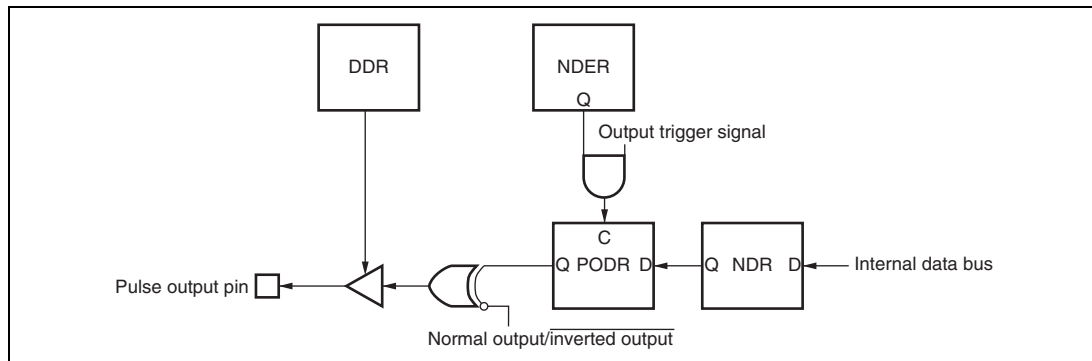 DDR
NDER
Q
Output trigger signal
C
Q PODR D
Q NDR D
Internal data bus
Pulse output pin
Normal output/inverted output